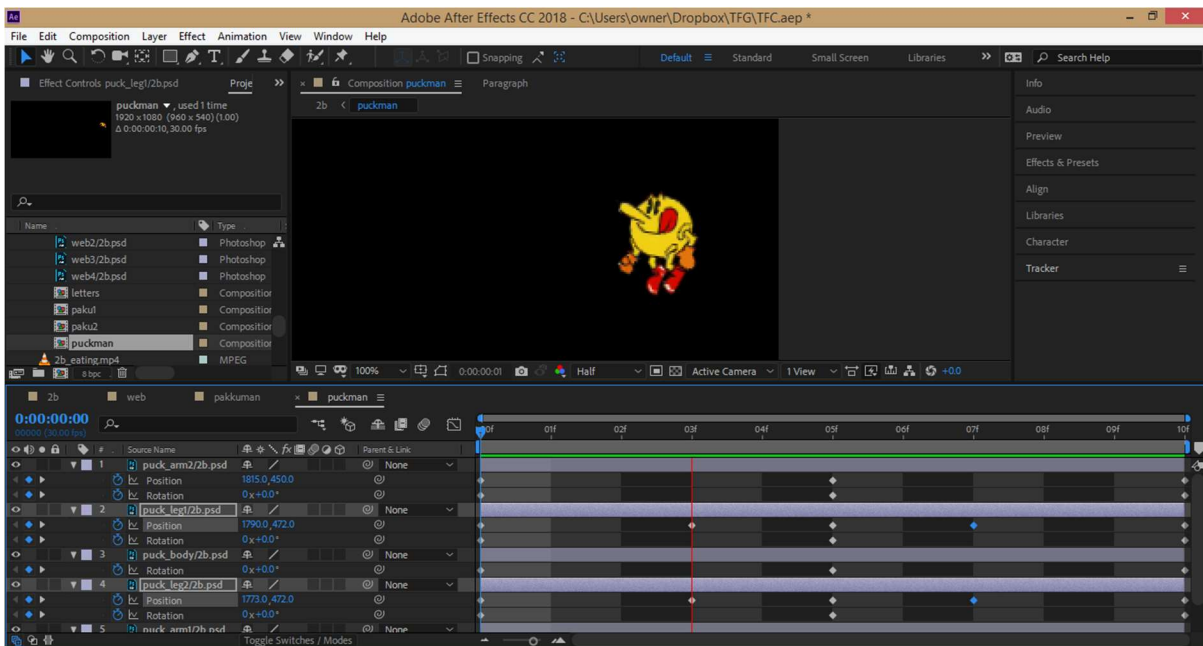 Ae Adobe After Effects CC 2018 - C:\Users\owner\Dropbox\TFG\TFC.aep *
File Edit Composition Layer Effect Animation View Window Help
Snapping Default Standard Small Screen Libraries Search Help
Effect Controls puck_leg1/2b.psd Proje
Composition puckman Paragraph
2b puckman
puckman , used 1 time
1920 x 1080 (960 x 540) (1.00)
Δ 0:00:00:10, 30.00 fps
Name Type
web2/2b.psd Photoshop
web3/2b.psd Photoshop
web4/2b.psd Photoshop
letters Composition
paku1 Composition
paku2 Composition
puckman Composition
2b_eating.mp4 MPEG
8 bpc
100% 0:00:00:01 Half Active Camera 1 View +0.0
Info
Audio
Preview
Effects & Presets
Align
Libraries
Character
Tracker
2b web pakkuman puckman
0:00:00:00
00000 (30.00 fps)
00f 01f 02f 03f 04f 05f 06f 07f 08f 09f 10f
# Source Name fx Parent & Link
1 puck_arm2/2b.psd None
Position 1815.0,450.0
Rotation 0x+0.0°
2 puck_leg1/2b.psd None
Position 1790.0,472.0
Rotation 0x+0.0°
3 puck_body/2b.psd None
Rotation 0x+0.0°
4 puck_leg2/2b.psd None
Position 1773.0,472.0
Rotation 0x+0.0°
5 puck_arm1/2b.psd None
Toggle Switches / Modes